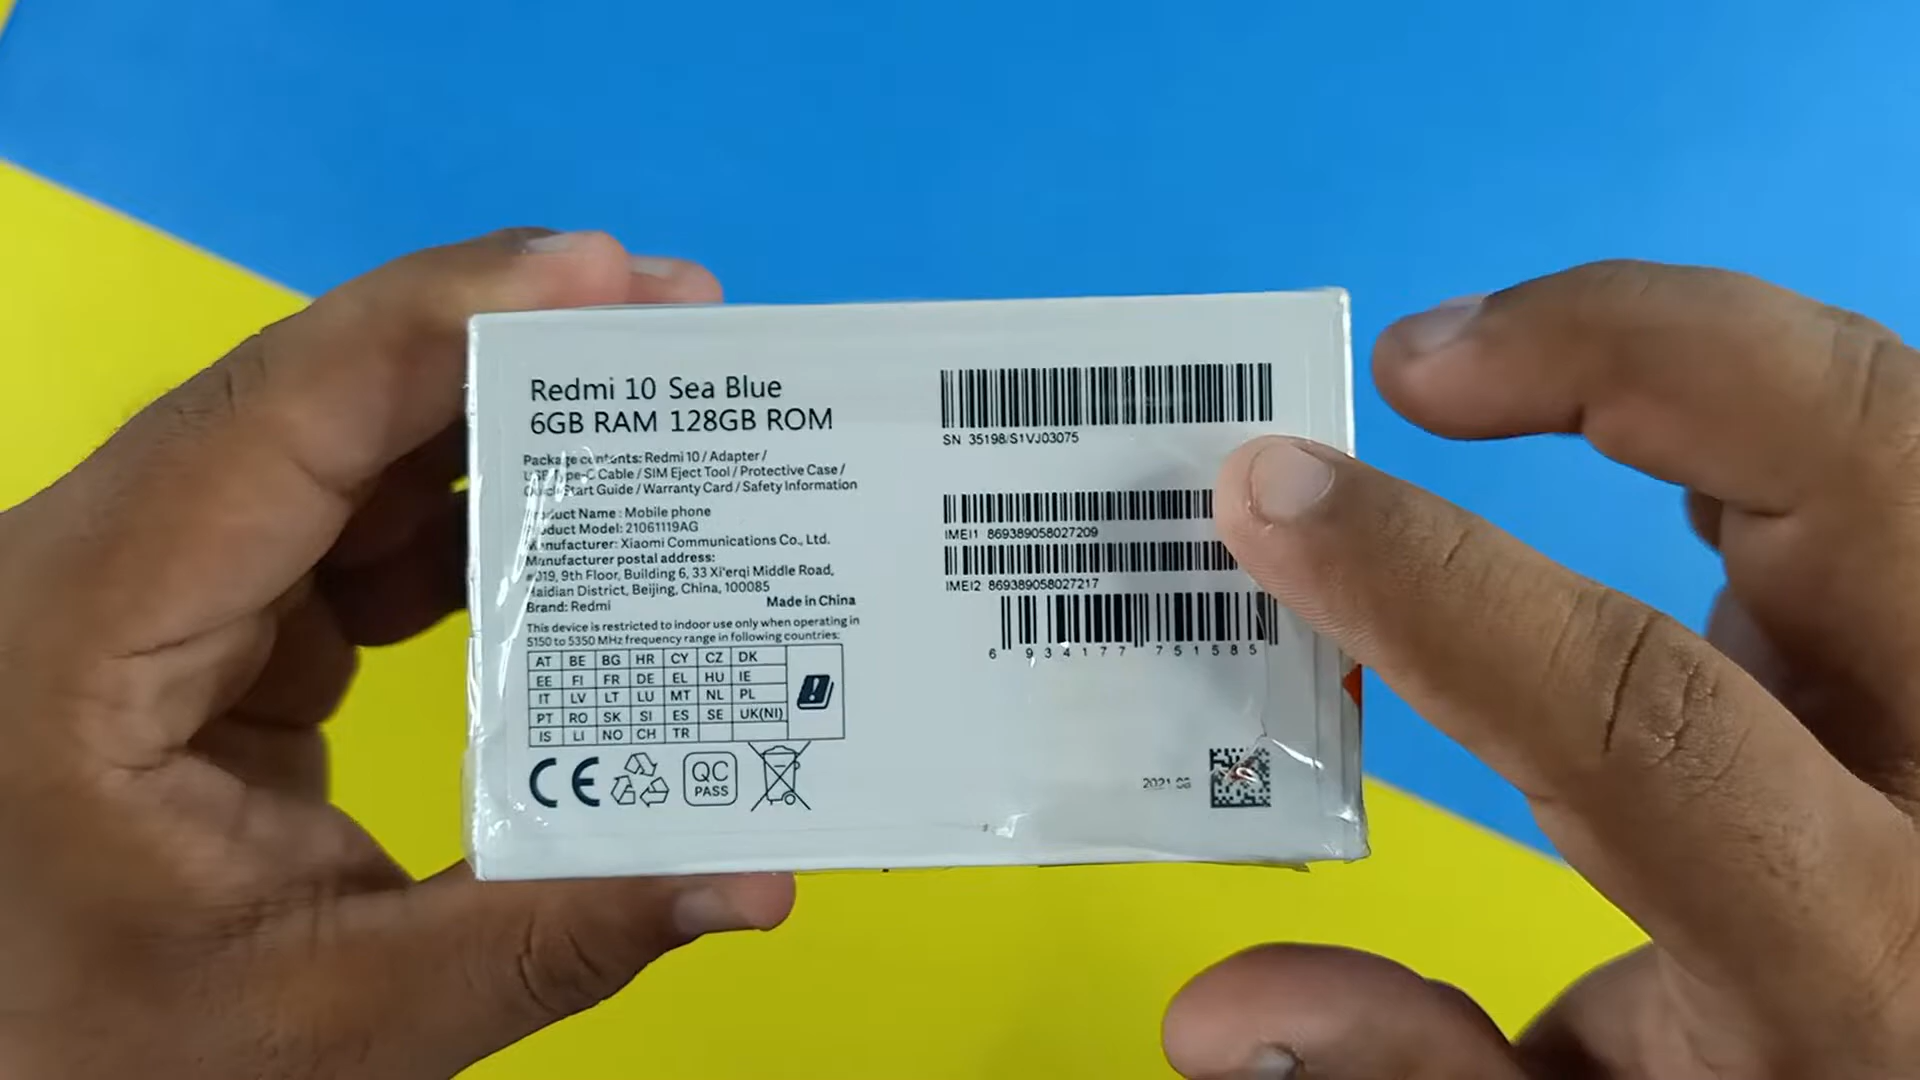 Redmi 10 Sea Blue
6GB RAM 128GB ROM
Package contents: Redmi 10 / Adapter /
USB Type-C Cable / SIM Eject Tool / Protective Case /
Quick Start Guide / Warranty Card / Safety Information
Product Name : Mobile phone
Product Model: 21061119AG
Manufacturer: Xiaomi Communications Co., Ltd.
Manufacturer postal address:
#019, 9th Floor, Building 6, 33 Xi'erqi Middle Road,
Haidian District, Beijing, China, 100085
Brand: Redmi
Made in China
This device is restricted to indoor use only when operating in
5150 to 5350 MHz frequency range in following countries:
AT BE BG HR CY CZ DK
EE FI FR DE EL HU IE
IT LV LT LU MT NL PL
PT RO SK SI ES SE UK(NI)
IS LI NO CH TR
CE
QC
PASS
SN 35198/S1VJ03075
IMEI1 869389058027209
IMEI2 869389058027217
6 934177 751585
2021.08